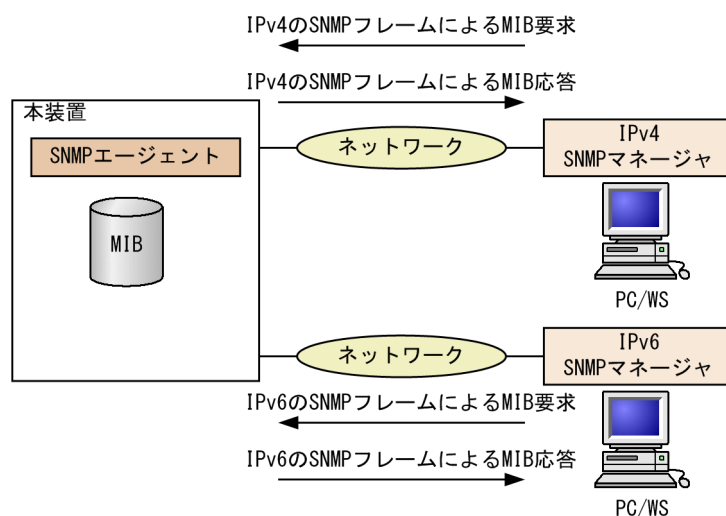 IPv4のSNMPフレームによるMIB要求
IPv4のSNMPフレームによるMIB応答
本装置
SNMPエージェント
MIB
ネットワーク
IPv4
SNMPマネージャ
PC/WS
ネットワーク
IPv6
SNMPマネージャ
IPv6のSNMPフレームによるMIB要求
IPv6のSNMPフレームによるMIB応答
PC/WS